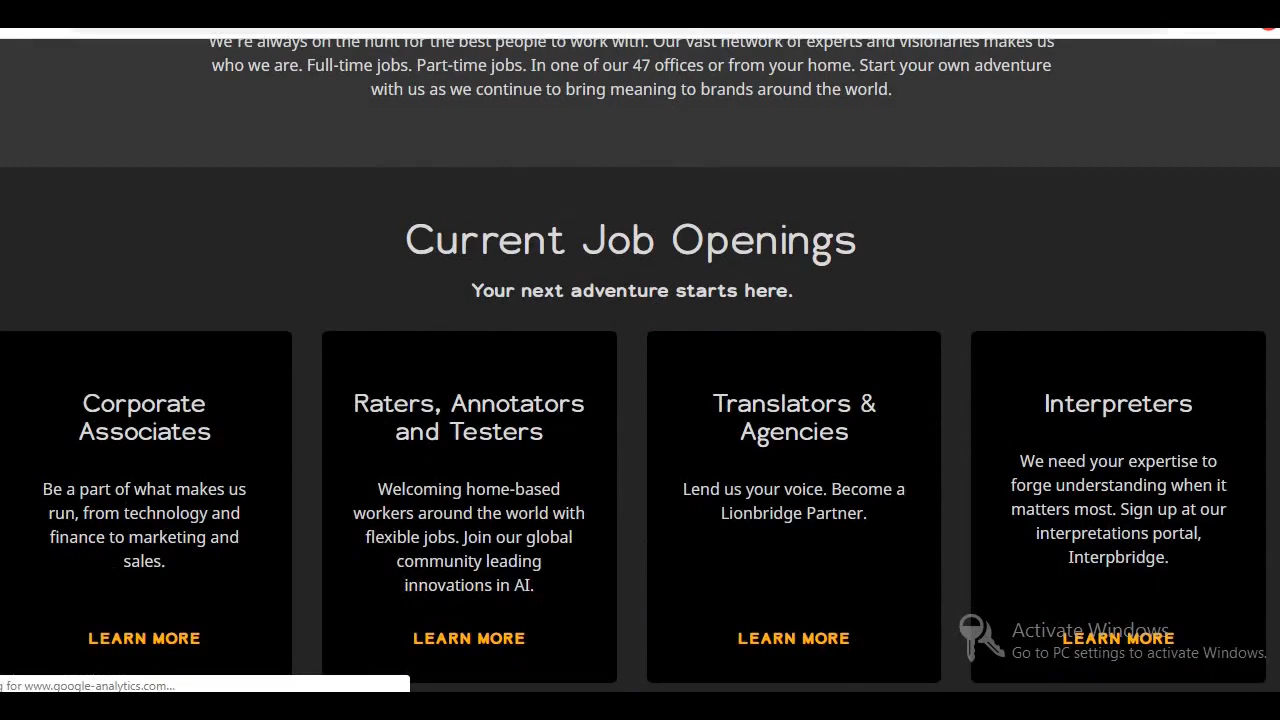 We're always on the hunt for the best people to work with. Our vast network of experts and visionaries makes us
who we are. Full-time jobs. Part-time jobs. In one of our 47 offices or from your home. Start your own adventure
with us as we continue to bring meaning to brands around the world.
Current Job Openings
Your next adventure starts here.
Corporate
Associates
Be a part of what makes us
run, from technology and
finance to marketing and
sales.
LEARN MORE
Raters, Annotators
and Testers
Welcoming home-based
workers around the world with
flexible jobs. Join our global
community leading
innovations in AI.
LEARN MORE
Translators &
Agencies
Lend us your voice. Become a
Lionbridge Partner.
LEARN MORE
Interpreters
We need your expertise to
forge understanding when it
matters most. Sign up at our
interpretations portal,
Interpbridge.
LEARN MORE
Activate Windows
Go to PC settings to activate Windows.
g for www.google-analytics.com...